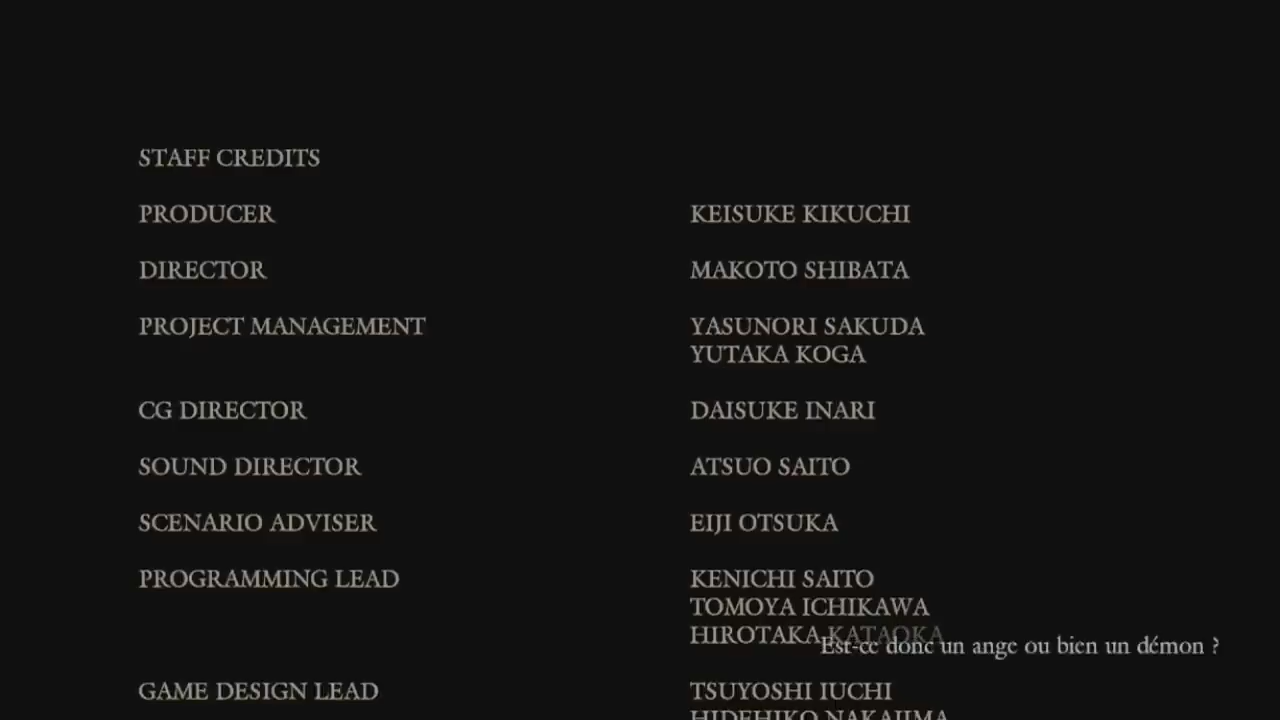 STAFF CREDITS
PRODUCER KEISUKE KIKUCHI
DIRECTOR MAKOTO SHIBATA
PROJECT MANAGEMENT YASUNORI SAKUDA
YUTAKA KOGA
CG DIRECTOR DAISUKE INARI
SOUND DIRECTOR ATSUO SAITO
SCENARIO ADVISER EIJI OTSUKA
PROGRAMMING LEAD KENICHI SAITO
TOMOYA ICHIKAWA
HIROTAKA KATAOKA
Est-ce donc un ange ou bien un démon ?
GAME DESIGN LEAD TSUYOSHI IUCHI
HIDEHIKO NAKAJIMA